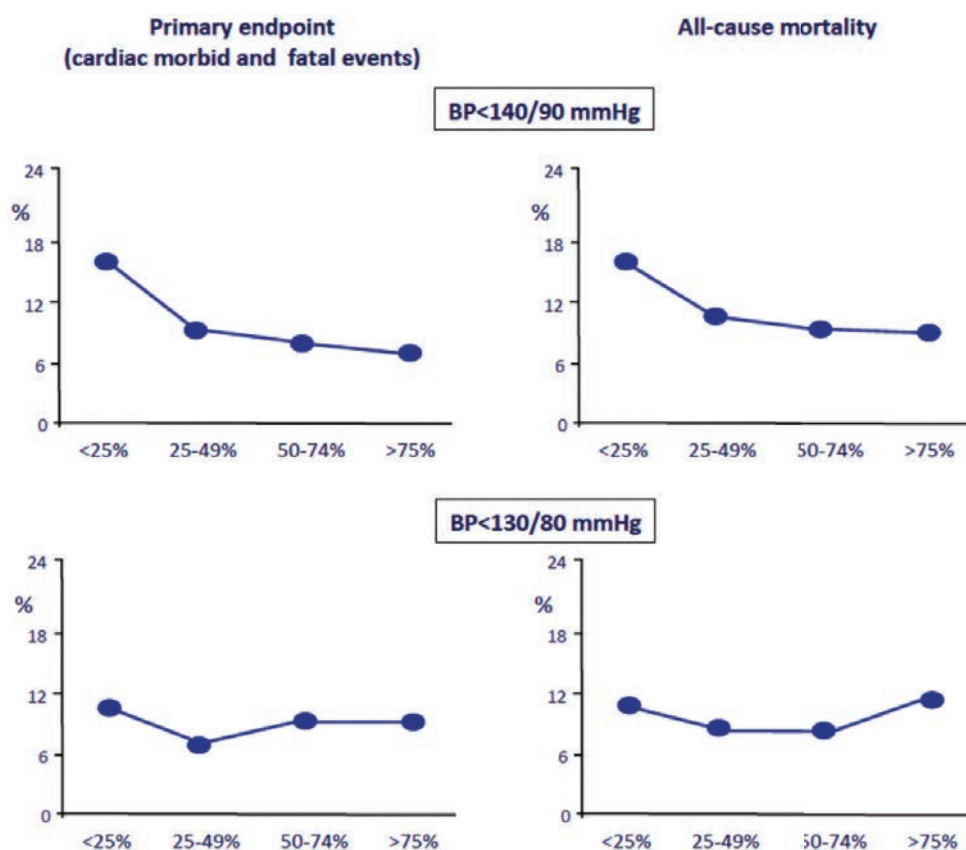 Primary endpoint
(cardiac morbid and fatal events)
All-cause mortality
BP<140/90 mmHg
24
%
18
12
6
0
<25% 25-49% 50-74% >75%
24
%
18
12
6
0
<25% 25-49% 50-74% >75%
BP<130/80 mmHg
24
%
18
12
6
0
<25% 25-49% 50-74% >75%
24
%
18
12
6
0
<25% 25-49% 50-74% >75%